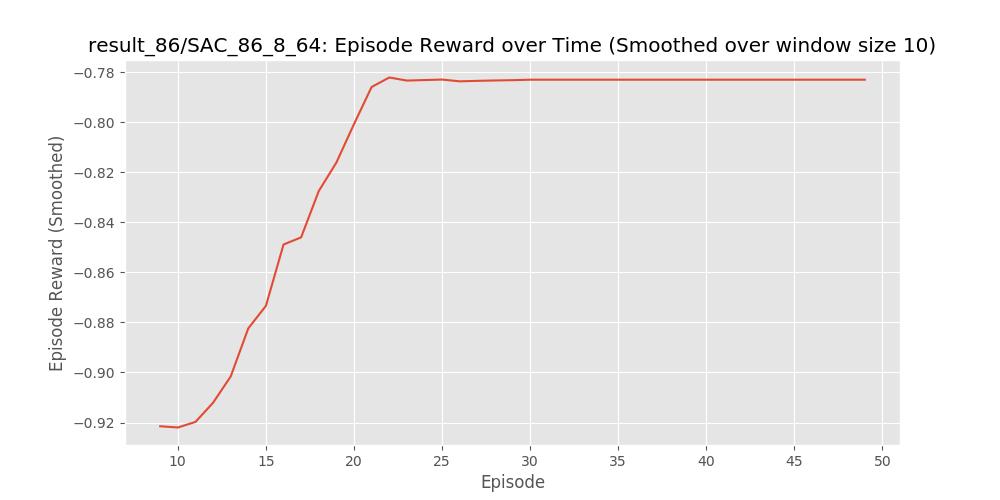 result_86/SAC_86_8_64: Episode Reward over Time (Smoothed over window size 10)
Episode Reward (Smoothed)
−0.78
−0.80
−0.82
−0.84
−0.86
−0.88
−0.90
−0.92
10 15 20 25 30 35 40 45 50
Episode